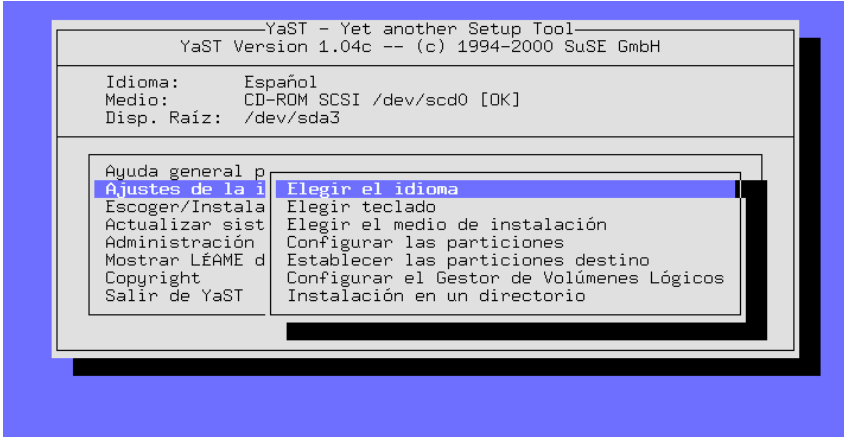 YaST - Yet another Setup Tool
YaST Version 1.04c -- (c) 1994-2000 SuSE GmbH
Idioma: Español
Medio: CD-ROM SCSI /dev/scd0 [OK]
Disp. Raíz: /dev/sda3
Ayuda general p
Ajustes de la i Elegir el idioma
Escoger/Instala Elegir teclado
Actualizar sist Elegir el medio de instalación
Administración Configurar las particiones
Mostrar LÉAME d Establecer las particiones destino
Copyright Configurar el Gestor de Volúmenes Lógicos
Salir de YaST Instalación en un directorio